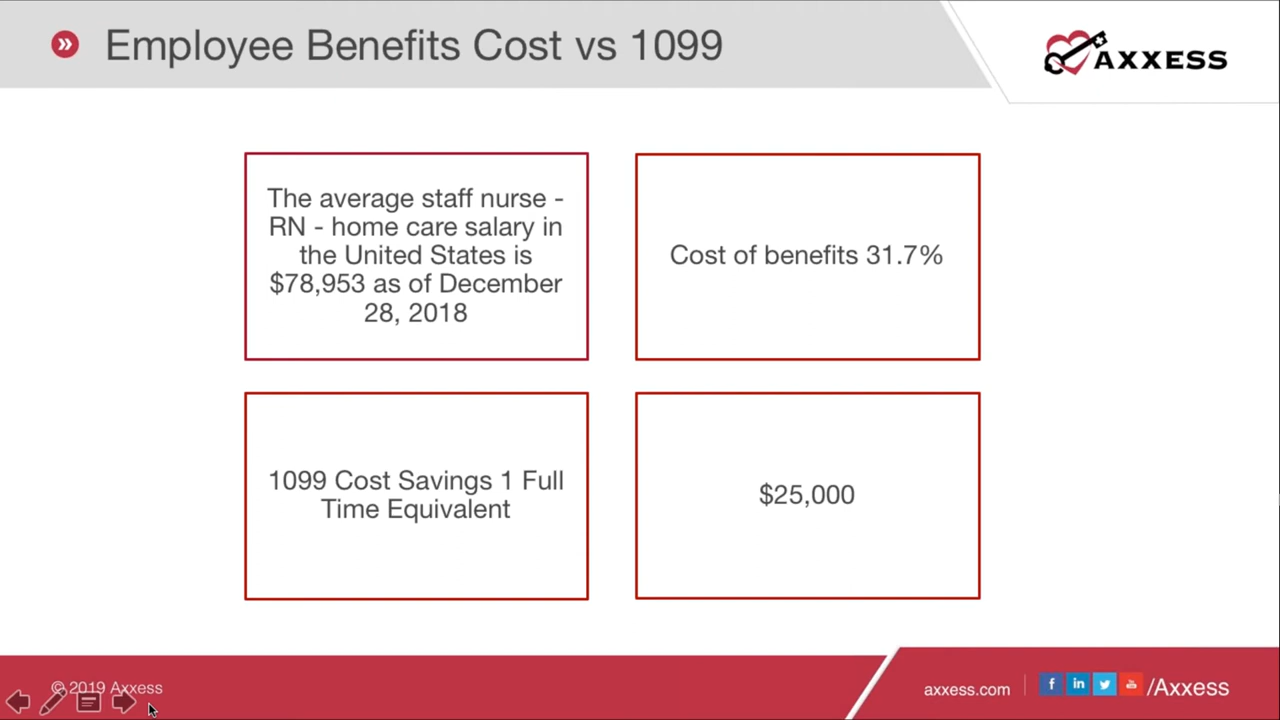 Employee Benefits Cost vs 1099
AXXESS
The average staff nurse -
RN - home care salary in
the United States is
$78,953 as of December
28, 2018
Cost of benefits 31.7%
1099 Cost Savings 1 Full
Time Equivalent
$25,000
© 2019 Axxess
axxess.com
/Axxess